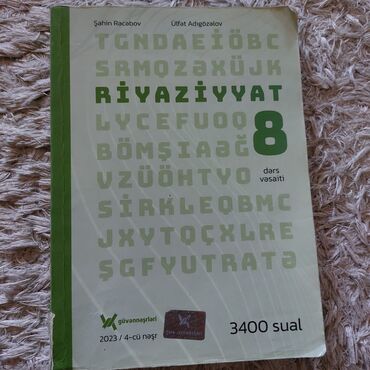 Şahin Rəcəbov Ülfət Adıgözəlov
TGNDAEİÖBC
SRMQZƏXÜJK
RİYAZİYYAT
LYCEFUOQ
8
BÖMŞIAƏĞ
dərs
vəsaiti
VZÜÖHTYO
SİRKLEQBMC
JXYTQÇXLRE
ŞGFYUTRATƏ
güvənnəşrləri
2023 / 4-cü nəşr
3400 sual